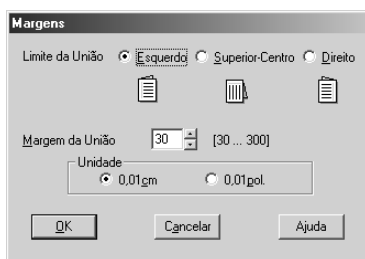 Margens
Limite da União Esquerdo Superior-Centro Direito
Margem da União 30 [30 ... 300]
Unidade
0,01cm 0,01pol.
OK Cancelar Ajuda